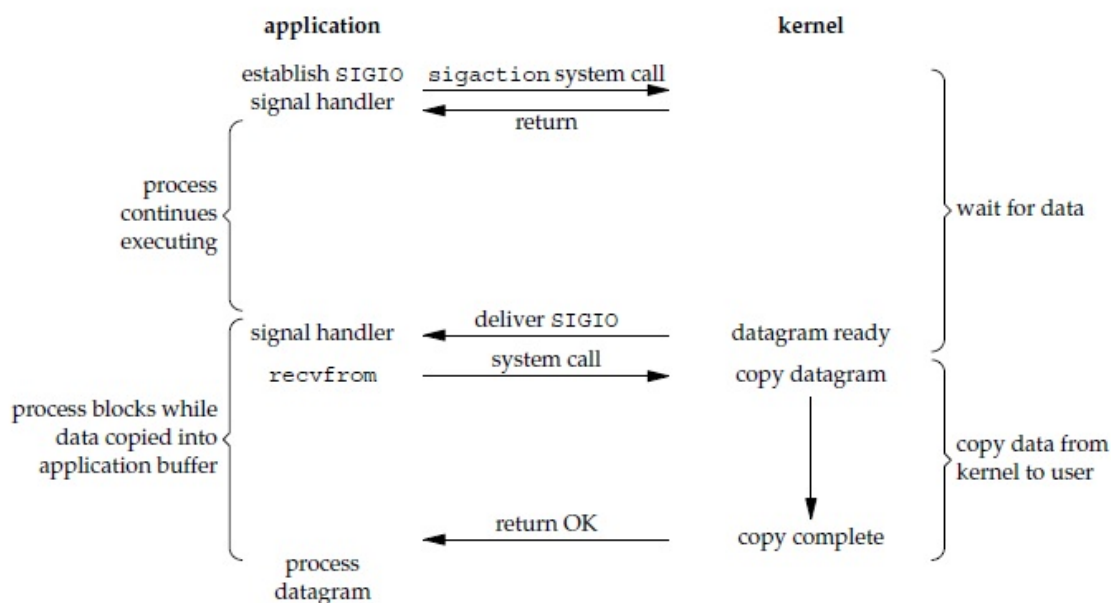 application
kernel
establish SIGIO
signal handler
sigaction system call
return
process
continues
executing
wait for data
signal handler
deliver SIGIO
datagram ready
recvfrom
system call
copy datagram
process blocks while
data copied into
application buffer
copy data from
kernel to user
return OK
copy complete
process
datagram